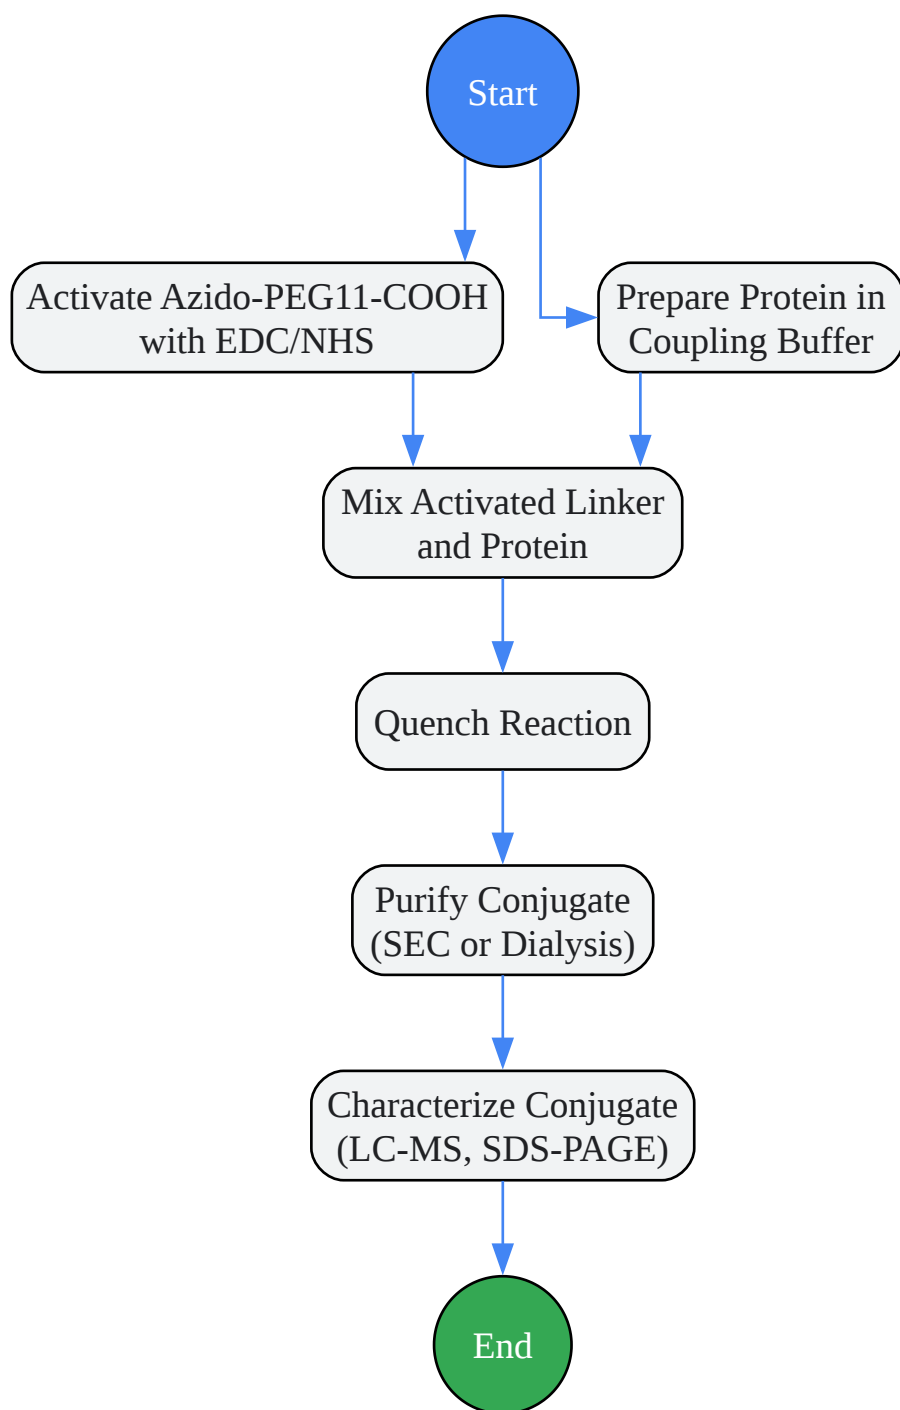 Start
Activate Azido-PEG11-COOH
with EDC/NHS
Prepare Protein in
Coupling Buffer
Mix Activated Linker
and Protein
Quench Reaction
Purify Conjugate
(SEC or Dialysis)
Characterize Conjugate
(LC-MS, SDS-PAGE)
End